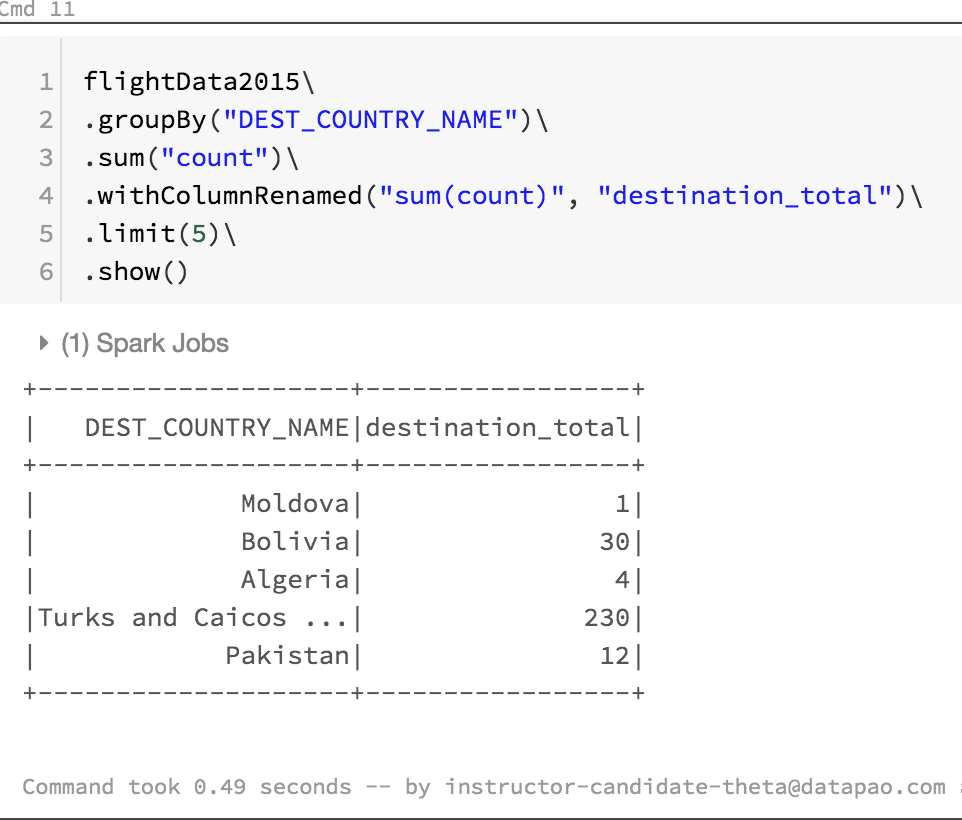 Cmd 11
1 flightData2015\
2 .groupBy("DEST_COUNTRY_NAME")\
3 .sum("count")\
4 .withColumnRenamed("sum(count)", "destination_total")\
5 .limit(5)\
6 .show()
(1) Spark Jobs
+--------------------+-----------------+
|   DEST_COUNTRY_NAME|destination_total|
+--------------------+-----------------+
|             Moldova|                1|
|             Bolivia|               30|
|             Algeria|                4|
|Turks and Caicos ...|              230|
|            Pakistan|               12|
+--------------------+-----------------+
Command took 0.49 seconds -- by instructor-candidate-theta@datapao.com